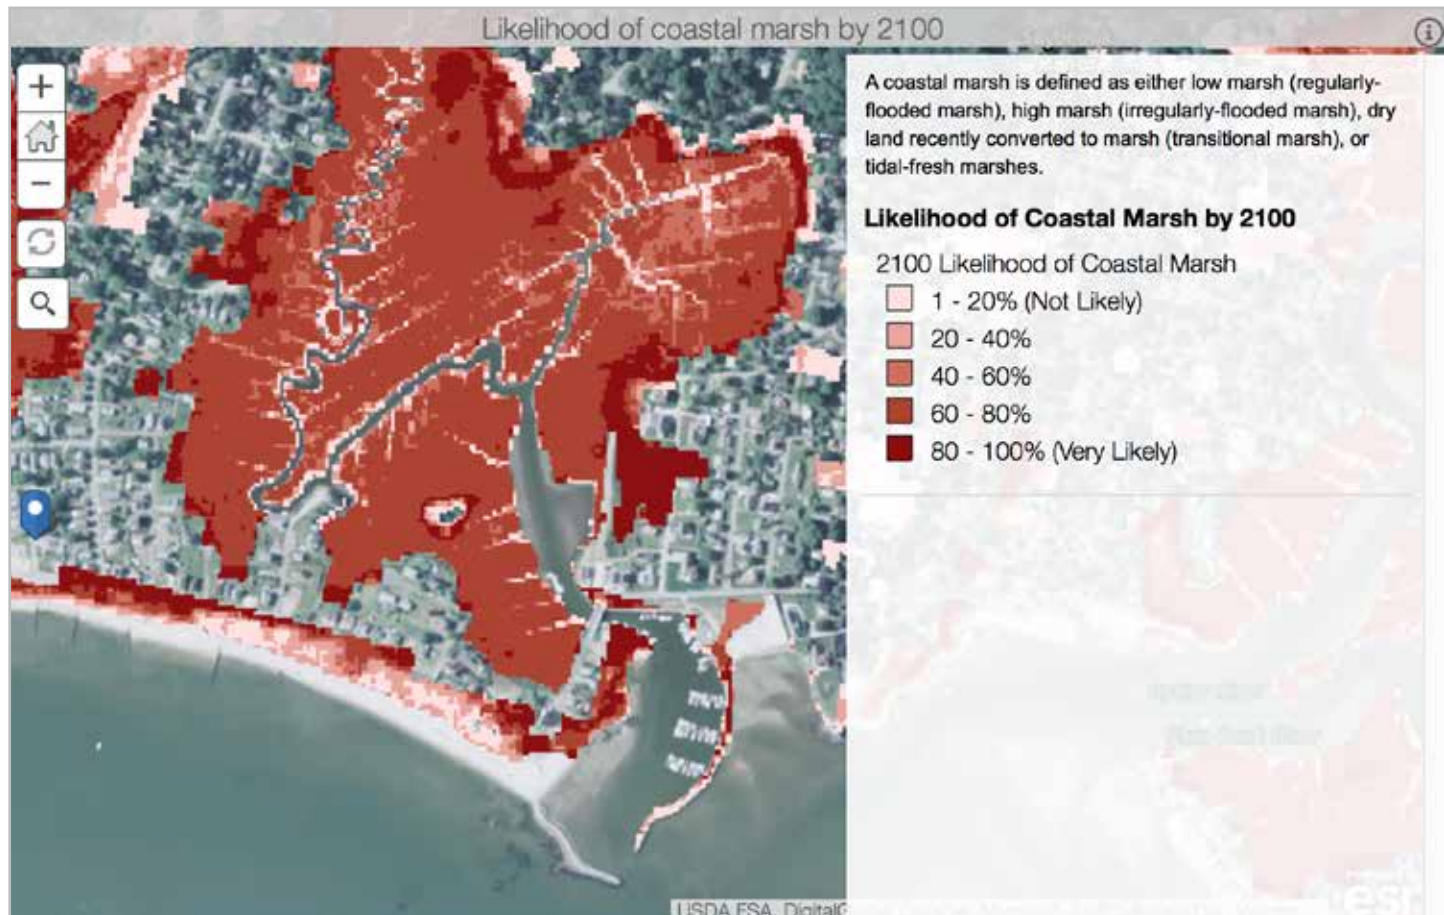 Likelihood of coastal marsh by 2100
A coastal marsh is defined as either low marsh (regularly-
flooded marsh), high marsh (irregularly-flooded marsh), dry
land recently converted to marsh (transitional marsh), or
tidal-fresh marshes.
Likelihood of Coastal Marsh by 2100
2100 Likelihood of Coastal Marsh
1 - 20% (Not Likely)
20 - 40%
40 - 60%
60 - 80%
80 - 100% (Very Likely)
USDA FSA, DigitalG
esri